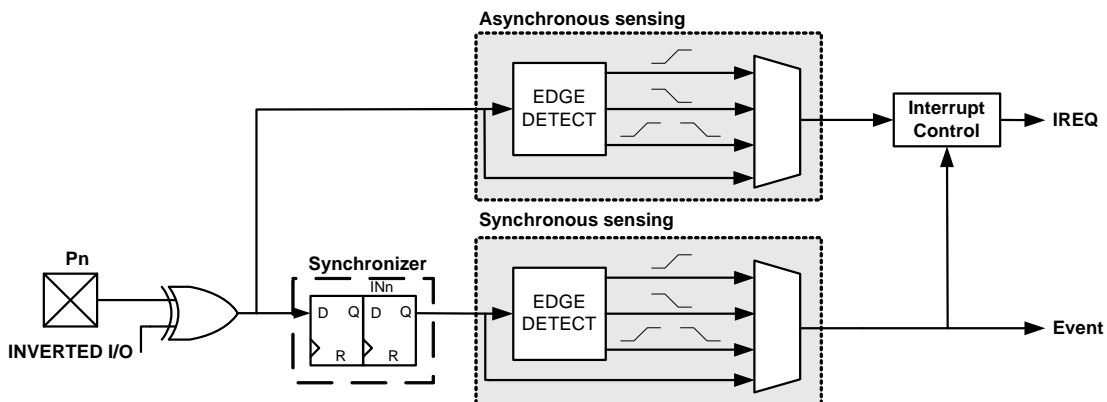 Asynchronous sensing
EDGE
DETECT
Interrupt
Control
IREQ
Synchronous sensing
Pn
Synchronizer
INn
D Q D Q
R R
EDGE
DETECT
INVERTED I/O
Event